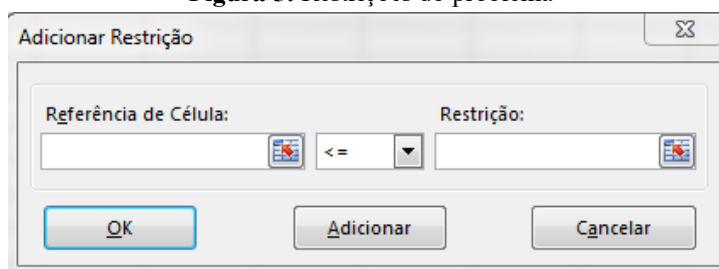 Adicionar Restrição
Referência de Célula:
Restrição:
<=
OK
Adicionar
Cancelar